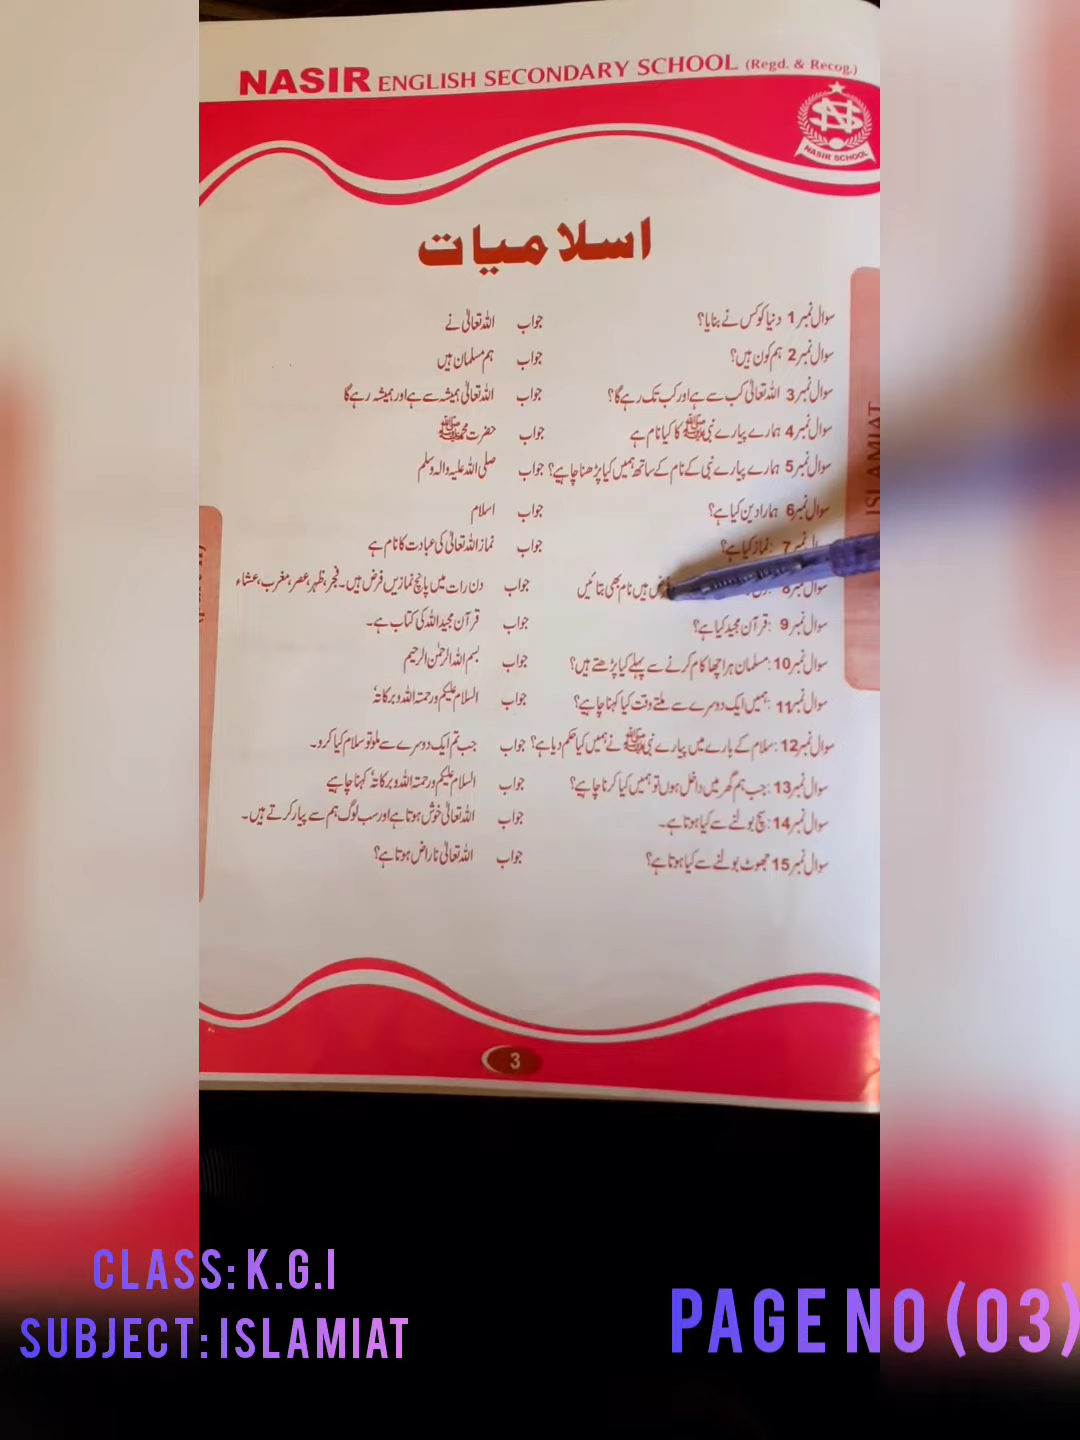 NASIR ENGLISH SECONDARY SCHOOL (Regd. & Recog.)
NS
NASIR SCHOOL
اسلامیات
سوال نمبر 1 دنیا کو کس نے بنایا؟ جواب اللہ تعالیٰ نے
سوال نمبر 2 ہم کون ہیں؟ جواب ہم مسلمان ہیں
سوال نمبر 3 اللہ تعالیٰ کب سے ہے اور کب تک رہے گا؟ جواب اللہ تعالیٰ ہمیشہ سے ہے اور ہمیشہ رہے گا
سوال نمبر 4 ہمارے پیارے نبی ﷺ کا کیا نام ہے جواب حضرت محمد ﷺ
سوال نمبر 5 ہمارے پیارے نبی کے نام کے ساتھ ہمیں کیا پڑھنا چاہیے؟ جواب صلی اللہ علیہ والہ وسلم
سوال نمبر 6 ہمارا دین کیا ہے؟ جواب اسلام
سوال نمبر 7 : نماز کیا ہے؟ جواب نماز اللہ تعالیٰ کی عبادت کا نام ہے
سوال نمبر 8 ہیں نام بھی بتائیں جواب دن رات میں پانچ نمازیں فرض ہیں۔ فجر، ظہر، عصر، مغرب، عشاء
سوال نمبر 9 : قرآن مجید کیا ہے؟ جواب قرآن مجید اللہ کی کتاب ہے۔
سوال نمبر 10: مسلمان ہر اچھا کام کرنے سے پہلے کیا پڑھتے ہیں؟ جواب بسم اللہ الرحمٰن الرحیم
سوال نمبر 11: ہمیں ایک دوسرے سے ملتے وقت کیا کہنا چاہیے؟ جواب السلام علیکم ورحمتہ اللہ وبرکاتہٗ
سوال نمبر 12: سلام کے بارے میں پیارے نبی ﷺ نے ہمیں کیا حکم دیا ہے؟ جواب جب تم ایک دوسرے سے ملو تو سلام کیا کرو۔
سوال نمبر 13: جب ہم گھر میں داخل ہوں تو ہمیں کیا کرنا چاہیے؟ جواب السلام علیکم ورحمتہ اللہ وبرکاتہٗ کہنا چاہیے
سوال نمبر 14: سچ بولنے سے کیا ہوتا ہے۔ جواب اللہ تعالیٰ خوش ہوتا ہے اور سب لوگ ہم سے پیار کرتے ہیں۔
سوال نمبر 15 جھوٹ بولنے سے کیا ہوتا ہے؟ جواب اللہ تعالیٰ ناراض ہوتا ہے؟
ISLAMIAT
3
CLASS: K.G.I
SUBJECT: ISLAMIAT
PAGE NO (03)